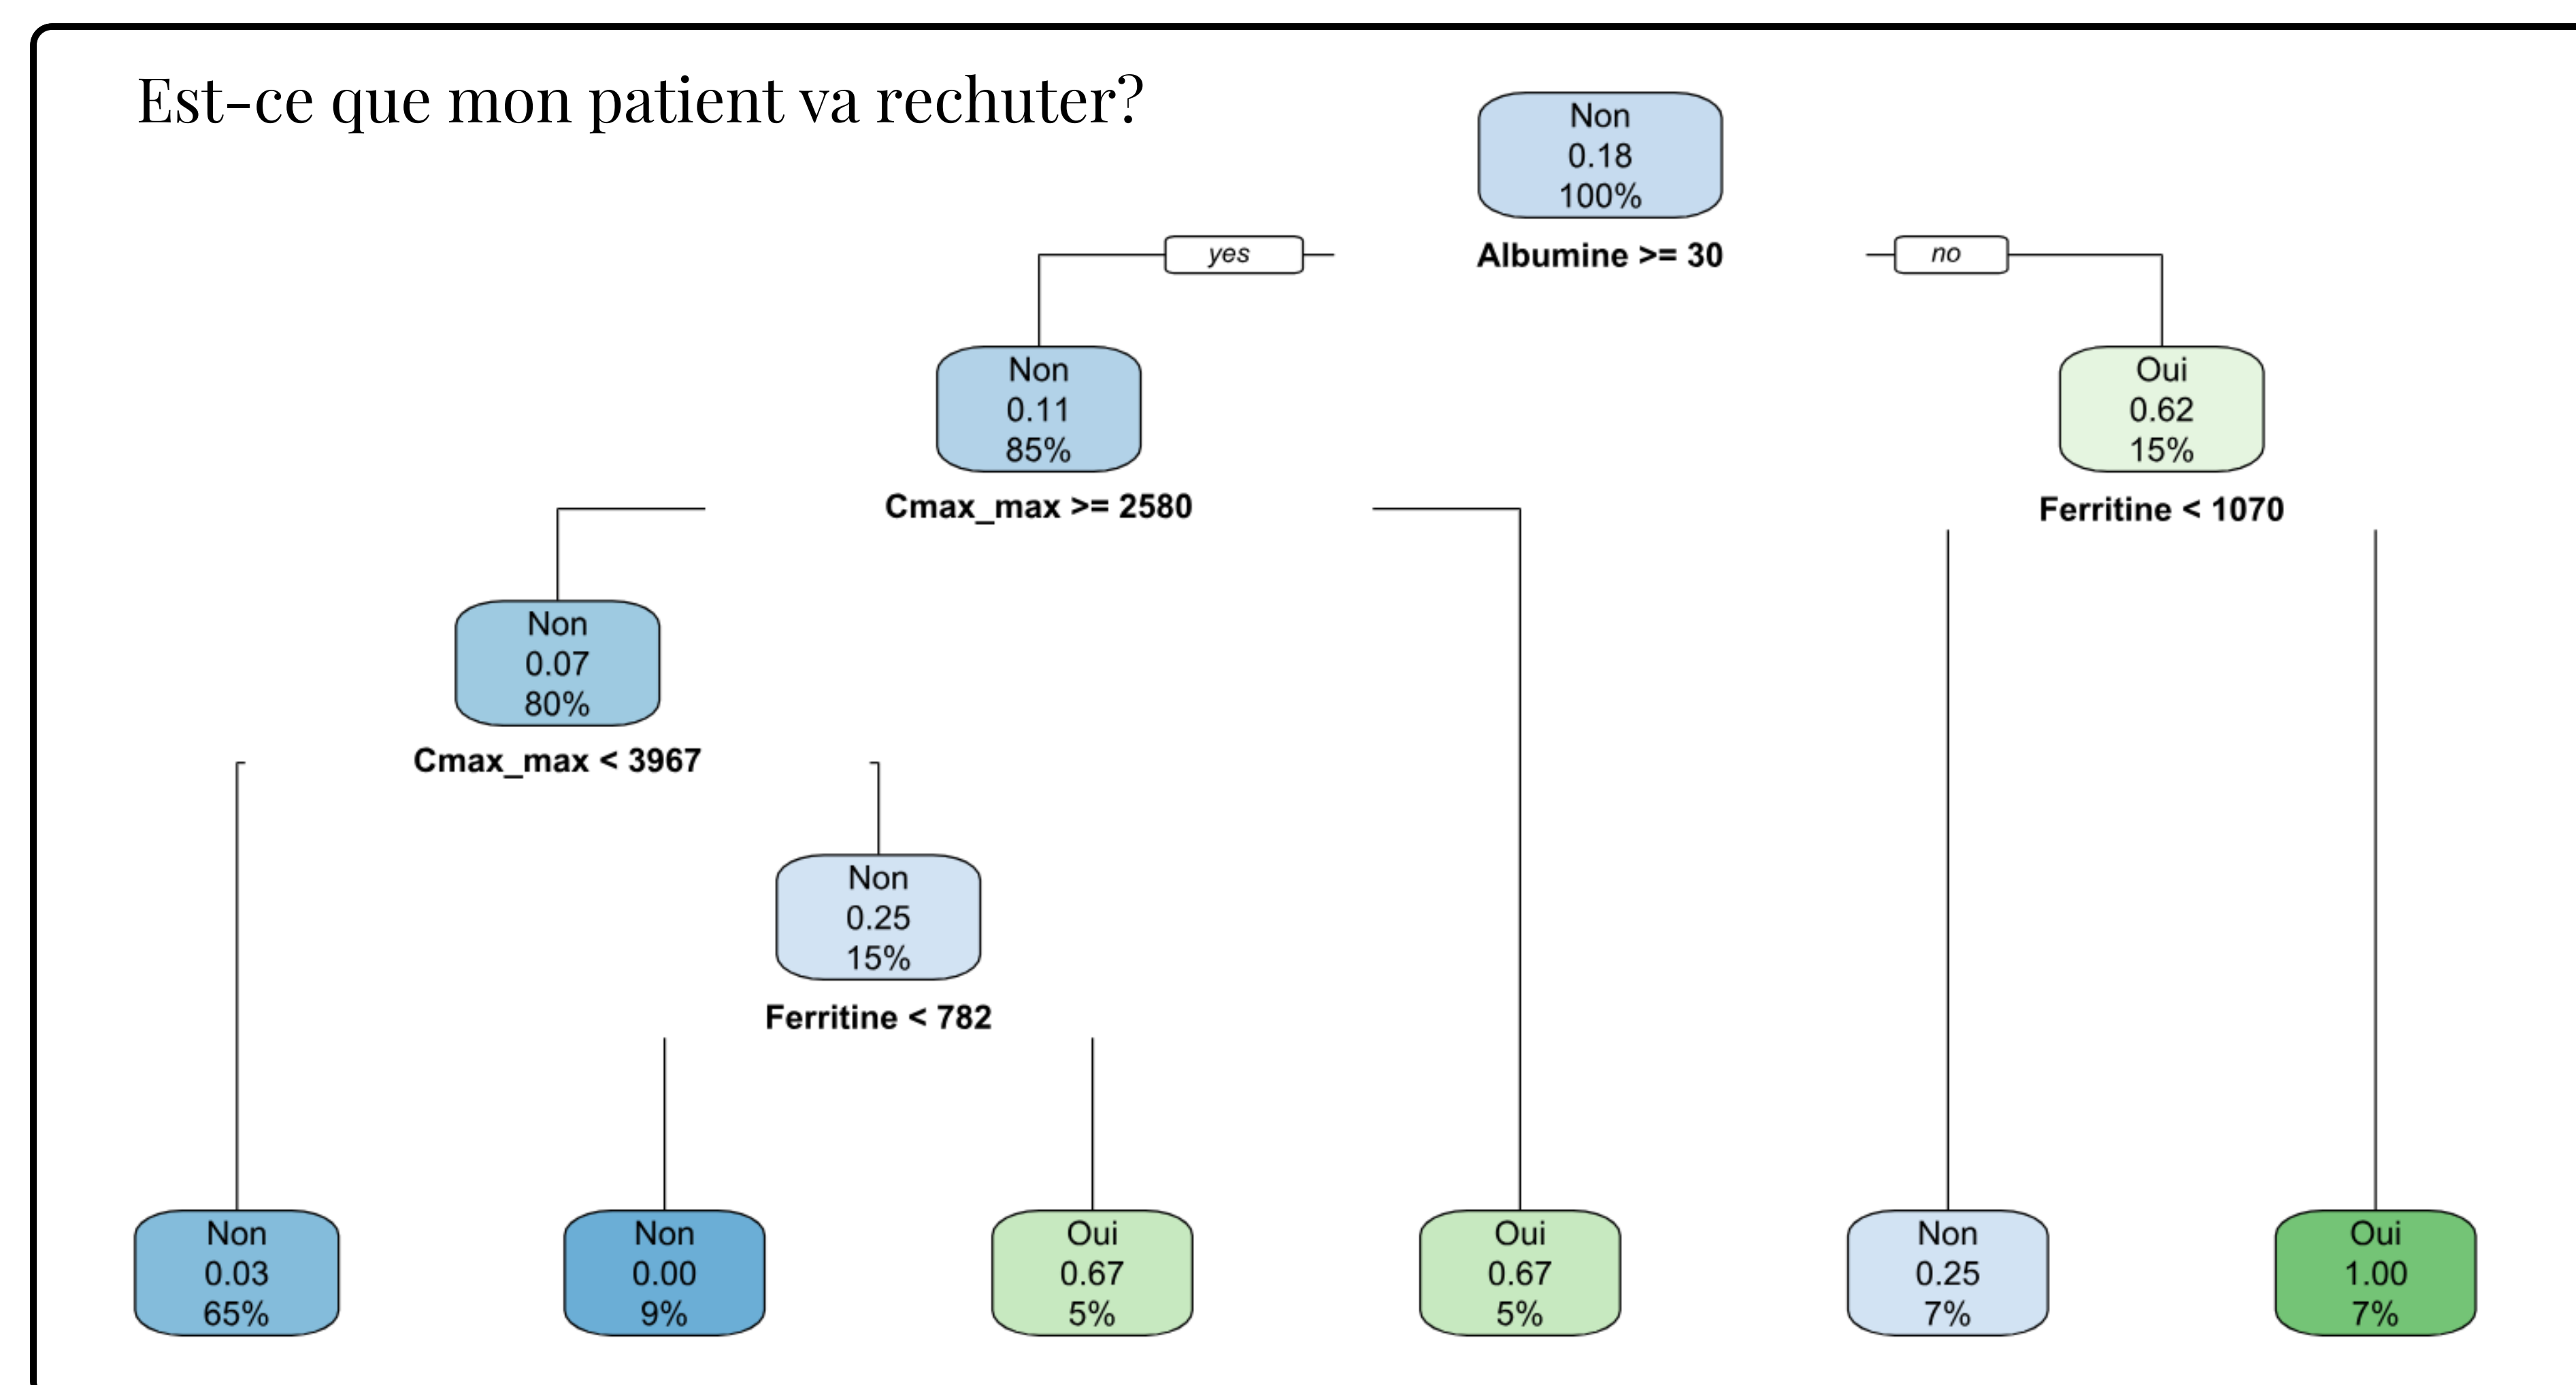 Est-ce que mon patient va rechuter?
Non
0.18
100%
yes
Albumine >= 30
no
Non
0.11
85%
Oui
0.62
15%
Cmax_max >= 2580
Ferritine < 1070
Non
0.07
80%
Cmax_max < 3967
Non
0.25
15%
Ferritine < 782
Non
0.03
65%
Non
0.00
9%
Oui
0.67
5%
Oui
0.67
5%
Non
0.25
7%
Oui
1.00
7%